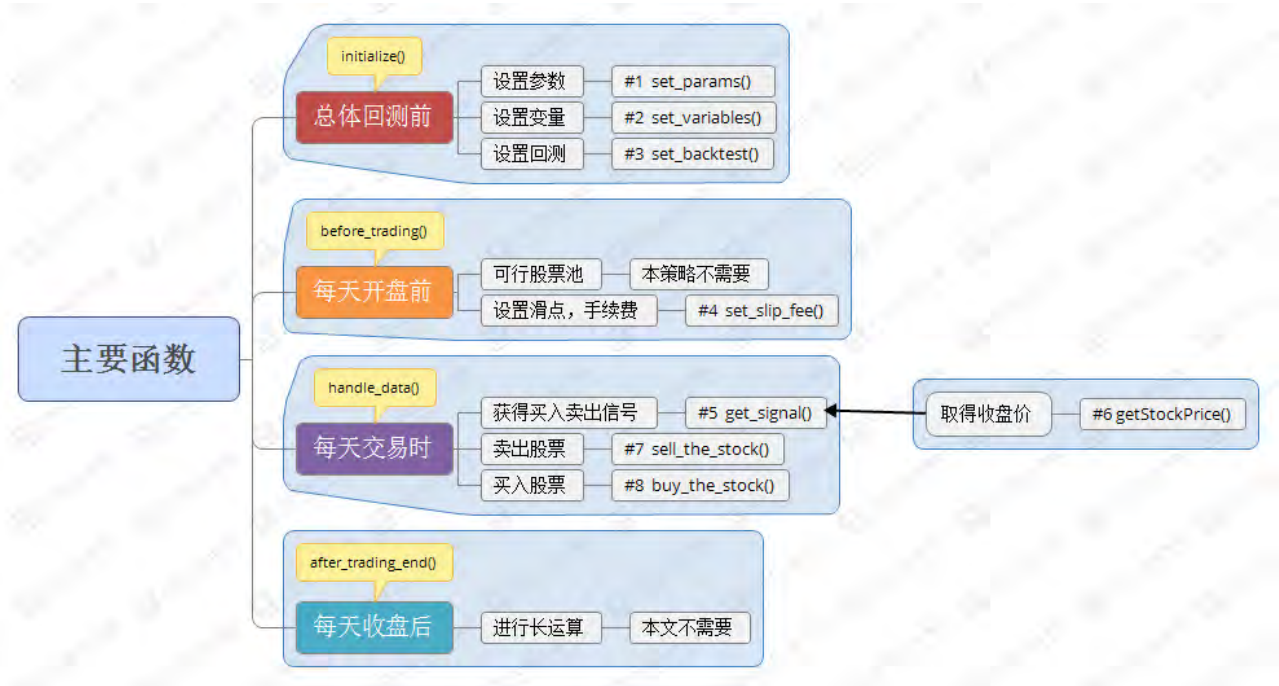 主要函数
initialize()
总体回测前
设置参数
#1 set_params()
设置变量
#2 set_variables()
设置回测
#3 set_backtest()
before_trading()
每天开盘前
可行股票池
本策略不需要
设置滑点，手续费
#4 set_slip_fee()
handle_data()
每天交易时
获得买入卖出信号
#5 get_signal()
取得收盘价
#6 getStockPrice()
卖出股票
#7 sell_the_stock()
买入股票
#8 buy_the_stock()
after_trading_end()
每天收盘后
进行长运算
本文不需要